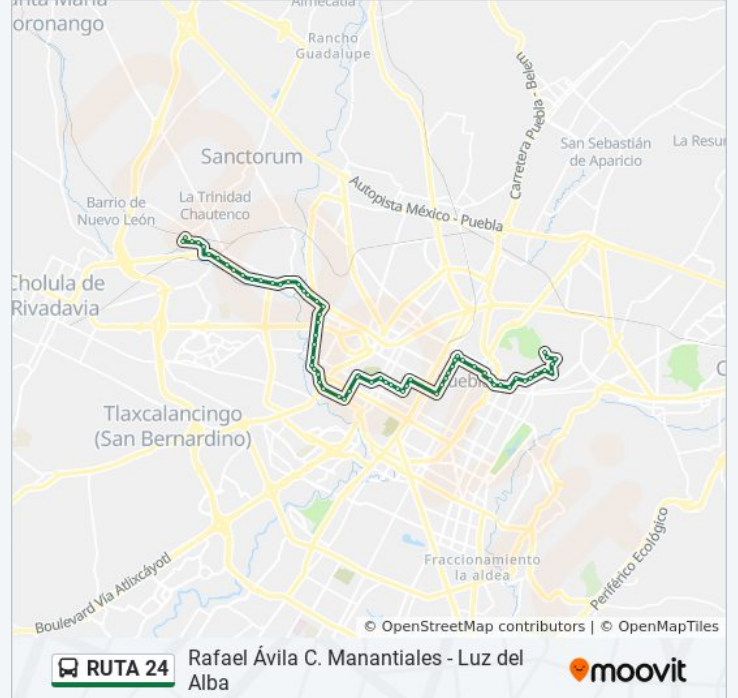 anta María
oronango
Almecatla
Rancho
Guadalupe
Carretera Puebla - Belem
San Sebastián
de Aparicio
La Resur
Sanctorum
Autopista México - Puebla
Barrio de
Nuevo León
La Trinidad
Chautenco
Cholula de
Rivadavia
uebla
C
Tlaxcalancingo
(San Bernardino)
Fraccionamiento
la aldea
Periférico Ecológico
Boulevard Vía Atlixcáyotl
© OpenStreetMap contributors | © OpenMapTiles
RUTA 24
Rafael Ávila C. Manantiales - Luz del
Alba
moovit